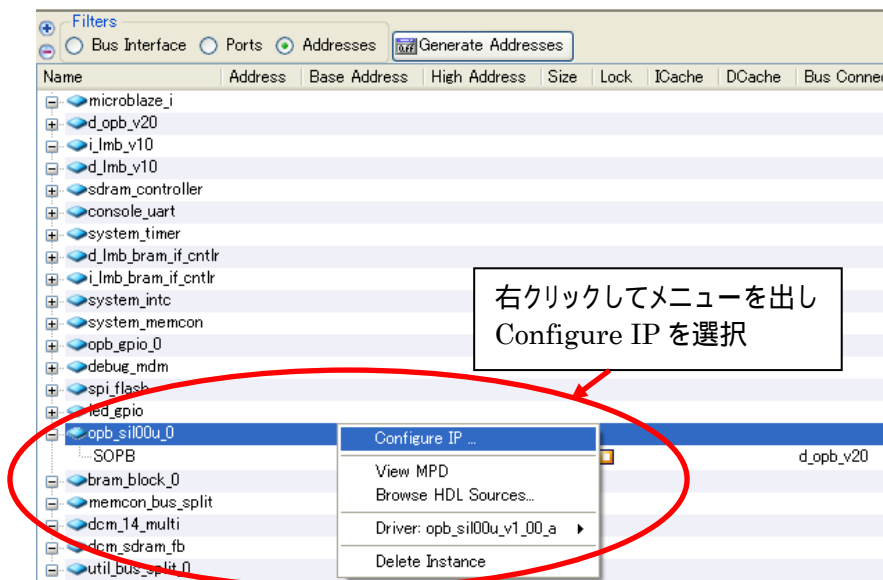 Filters
Bus Interface Ports Addresses Generate Addresses
Name Address Base Address High Address Size Lock ICache DCache Bus Connec
microblaze_i
d_opb_v20
i_lmb_v10
d_lmb_v10
sdram_controller
console_uart
system_timer
d_lmb_bram_if_cntlr
i_lmb_bram_if_cntlr
system_intc
system_memcon
opb_gpio_0
debug_mdm
spi_flash
led_gpio
右クリックしてメニューを出し
Configure IP を選択
opb_sil00u_0
SOPB d_opb_v20
bram_block_0
memcon_bus_split
dcm_14_multi
dcm_sdram_fb
util_bus_split_0
Configure IP ...
View MPD
Browse HDL Sources...
Driver: opb_sil00u_v1_00_a
Delete Instance